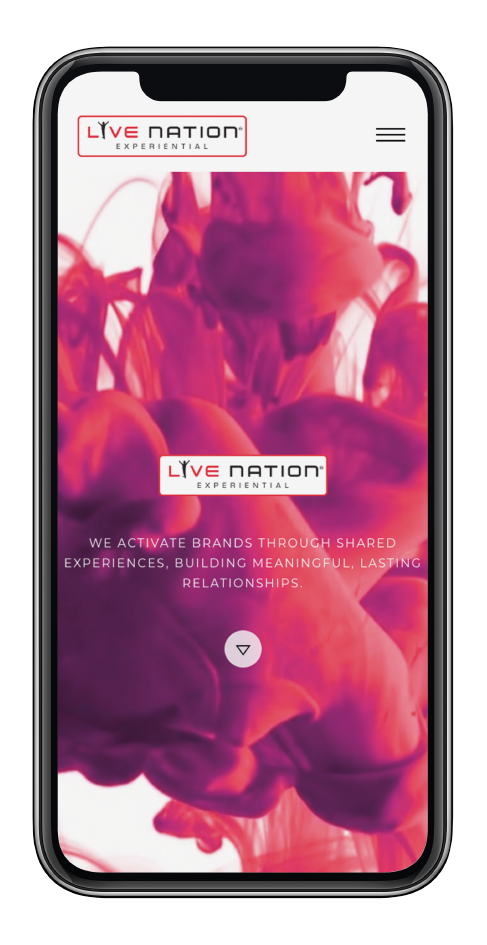 LIVE NATION®
EXPERIENTIAL
LIVE NATION®
EXPERIENTIAL
WE ACTIVATE BRANDS THROUGH SHARED
EXPERIENCES, BUILDING MEANINGFUL, LASTING
RELATIONSHIPS.